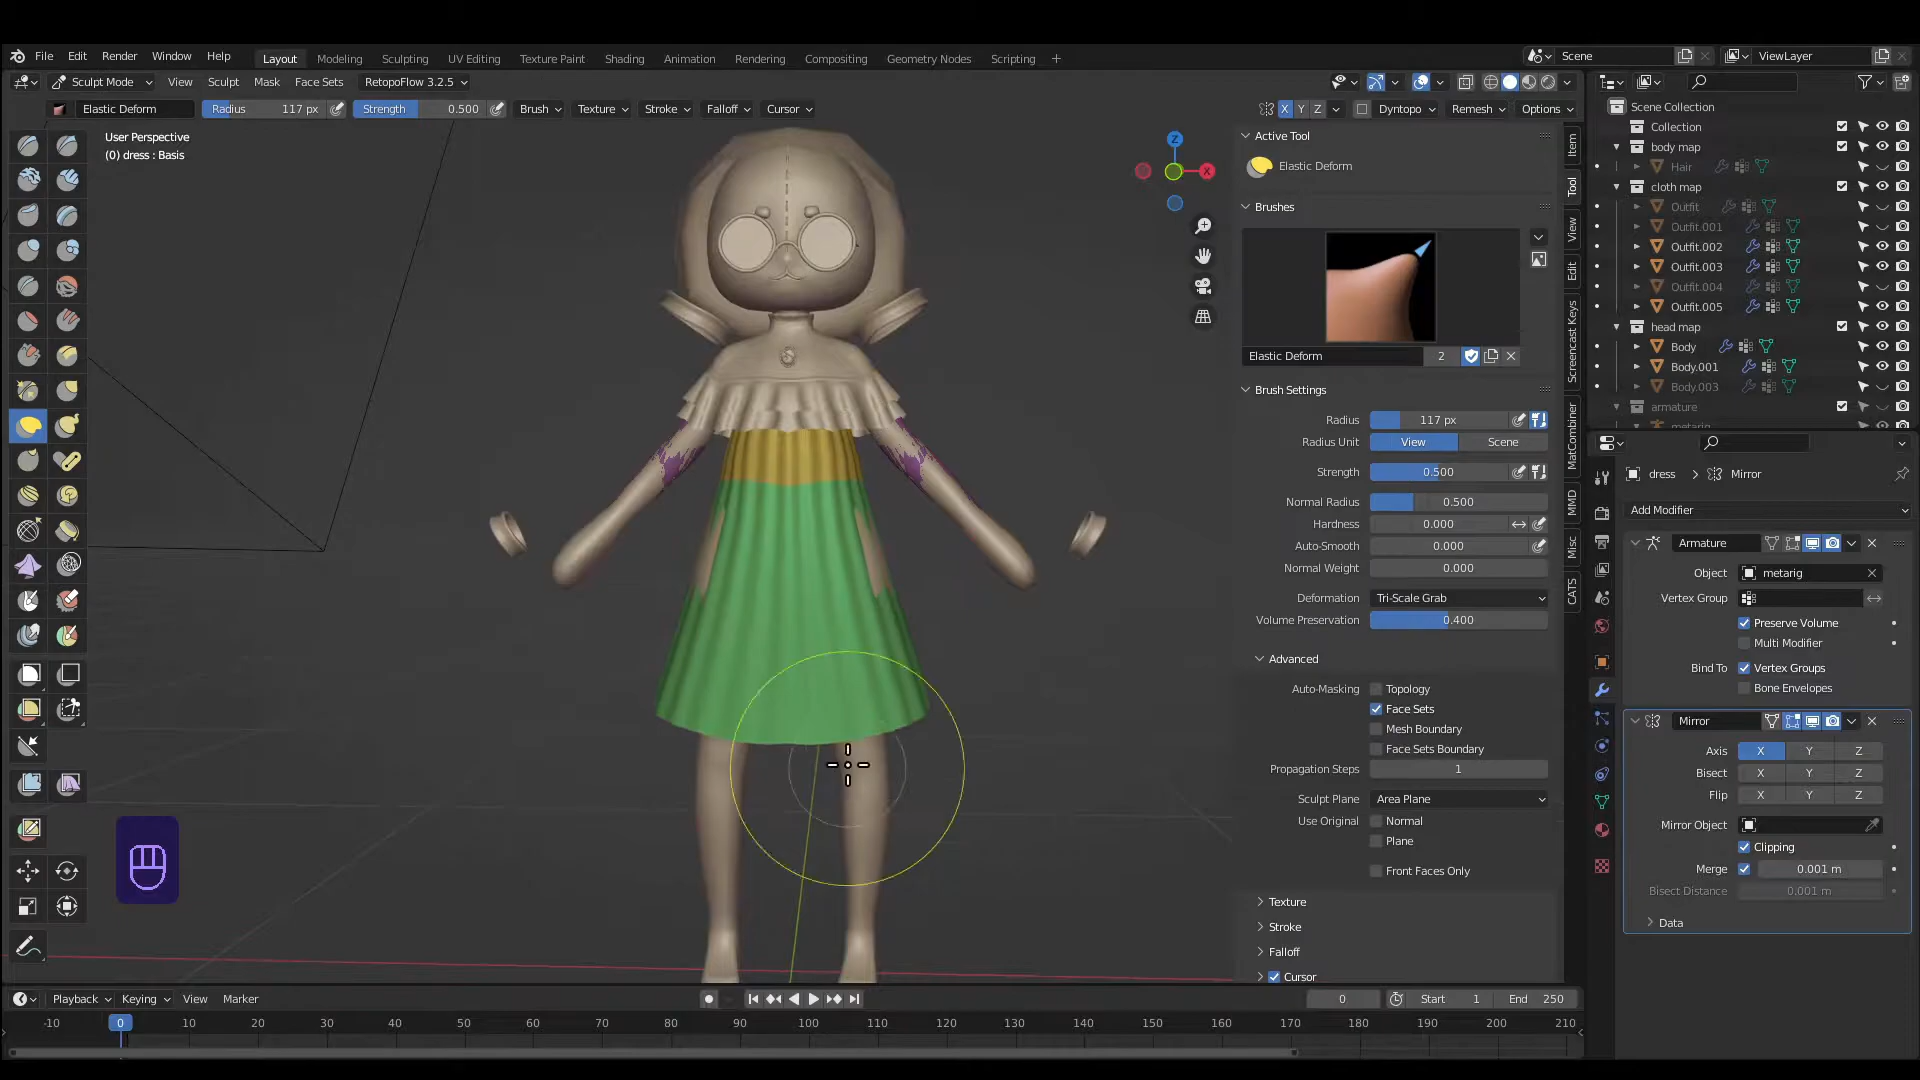 File Edit Render Window Help Layout Modeling Sculpting UV Editing Texture Paint Shading Animation Rendering Compositing Geometry Nodes Scripting + Scene ViewLayer
Sculpt Mode View Sculpt Mask Face Sets RetopoFlow 3.2.5
Elastic Deform Radius 117 px Strength 0.500 Brush Texture Stroke Falloff Cursor X Y Z Dyntopo Remesh Options
User Perspective
(0) dress : Basis
Z
X
Active Tool
Elastic Deform
Brushes
Elastic Deform 2
Brush Settings
Radius 117 px
Radius Unit View Scene
Strength 0.500
Normal Radius 0.500
Hardness 0.000
Auto-Smooth 0.000
Normal Weight 0.000
Deformation Tri-Scale Grab
Volume Preservation 0.400
Advanced
Auto-Masking Topology
Face Sets
Mesh Boundary
Face Sets Boundary
Propagation Steps 1
Sculpt Plane Area Plane
Use Original Normal
Plane
Front Faces Only
Texture
Stroke
Falloff
Cursor
Item
Tool
View
Edit
Screencast Keys
MatCombiner
MMD
Misc
CATS
Scene Collection
Collection
body map
Hair
cloth map
Outfit
Outfit.001
Outfit.002
Outfit.003
Outfit.004
Outfit.005
head map
Body
Body.001
Body.003
armature
metarig
dress Mirror
Add Modifier
Armature
Object metarig
Vertex Group
Preserve Volume
Multi Modifier
Bind To Vertex Groups
Bone Envelopes
Mirror
Axis X Y Z
Bisect X Y Z
Flip X Y Z
Mirror Object
Clipping
Merge 0.001 m
Bisect Distance 0.001 m
Data
Playback Keying View Marker 0 Start 1 End 250
-10 0 10 20 30 40 50 60 70 80 90 100 110 120 130 140 150 160 170 180 190 200 210